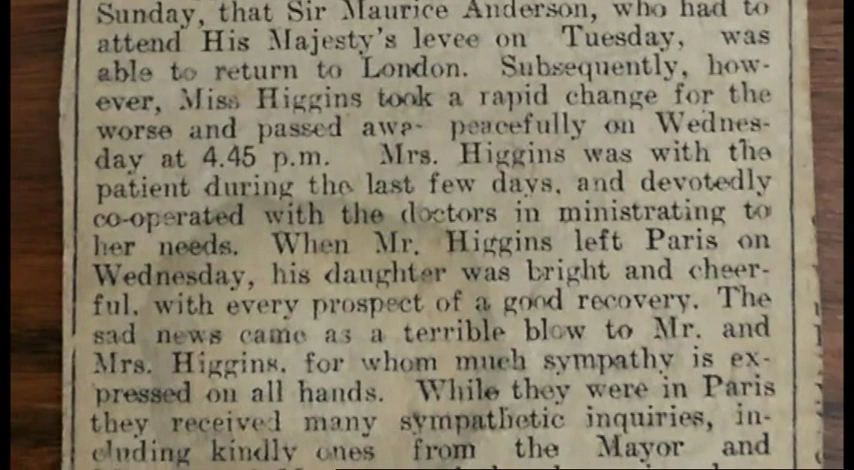 Sunday, that Sir Maurice Anderson, who had to
attend His Majesty's levee on Tuesday, was
able to return to London. Subsequently, how-
ever, Miss Higgins took a rapid change for the
worse and passed awa- peacefully on Wednes-
day at 4.45 p.m. Mrs. Higgins was with the
patient during the last few days, and devotedly
co-operated with the doctors in ministrating to
her needs. When Mr. Higgins left Paris on
Wednesday, his daughter was bright and cheer-
ful, with every prospect of a good recovery. The
sad news came as a terrible blow to Mr. and
Mrs. Higgins, for whom much sympathy is ex-
pressed on all hands. While they were in Paris
they received many sympathetic inquiries, in-
cluding kindly ones from the Mayor and